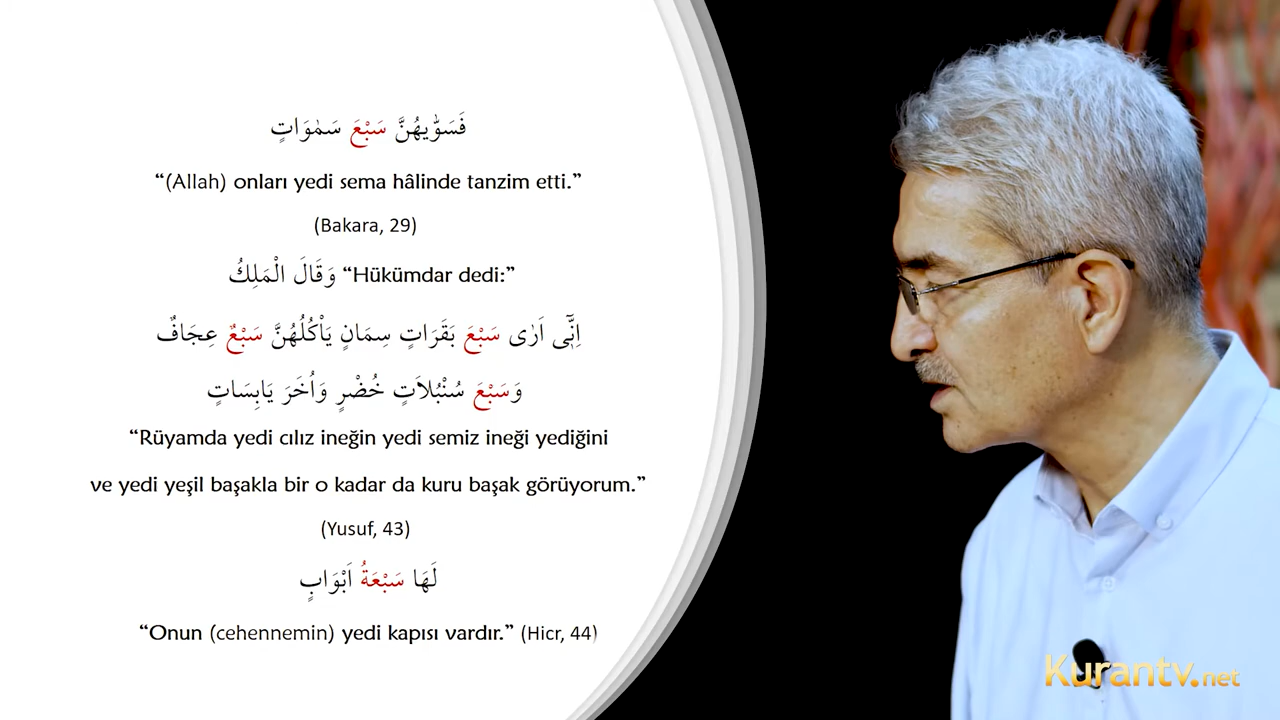 فَسَوّٰيهُنَّ سَبْعَ سَمٰوَاتٍ
“(Allah) onları yedi sema hâlinde tanzim etti.”
(Bakara, 29)
وَقَالَ الْمَلِكُ “Hükümdar dedi:”
اِنّ۪ٓى اَرٰى سَبْعَ بَقَرَاتٍ سِمَانٍ يَاْكُلُهُنَّ سَبْعٌ عِجَافٌ
وَسَبْعَ سُنْبُلاَتٍ خُضْرٍ وَاُخَرَ يَابِسَاتٍ
“Rüyamda yedi cılız ineğin yedi semiz ineği yediğini
ve yedi yeşil başakla bir o kadar da kuru başak görüyorum.”
(Yusuf, 43)
لَهَا سَبْعَةُ اَبْوَابٍ
“Onun (cehennemin) yedi kapısı vardır.” (Hicr, 44)
Kurantv.net